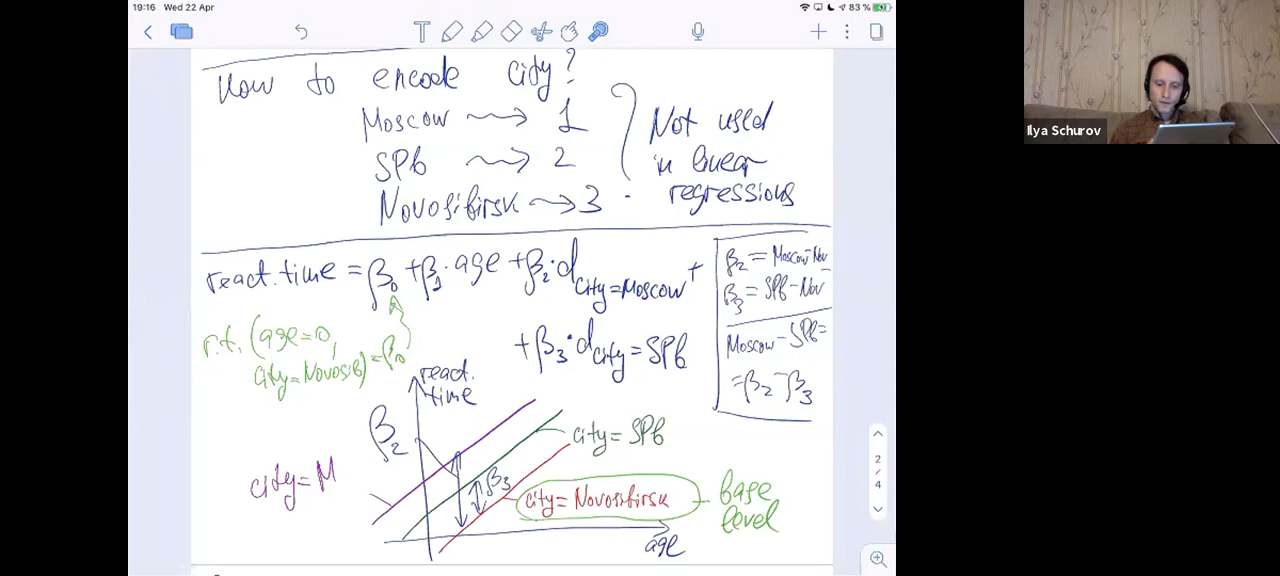 19:16 Wed 22 Apr
83 %
How to encode city?
Moscow → 1
SPb → 2
Novosibirsk → 3
Not used
in linear
regressions
react.time = β₀ + β₁·age + β₂·d city=Moscow +
+ β₃·d city=SPb
β₂ = Moscow-Nov
β₃ = SPb-Nov
Moscow-SPb=
=β₂-β₃
r.t. (age=0,
city=Novosib)=β₀
react.
time
β₂
city=SPb
city=M
β₃
city=Novosibirsk
base
level
age
2
/
4
Ilya Schurov